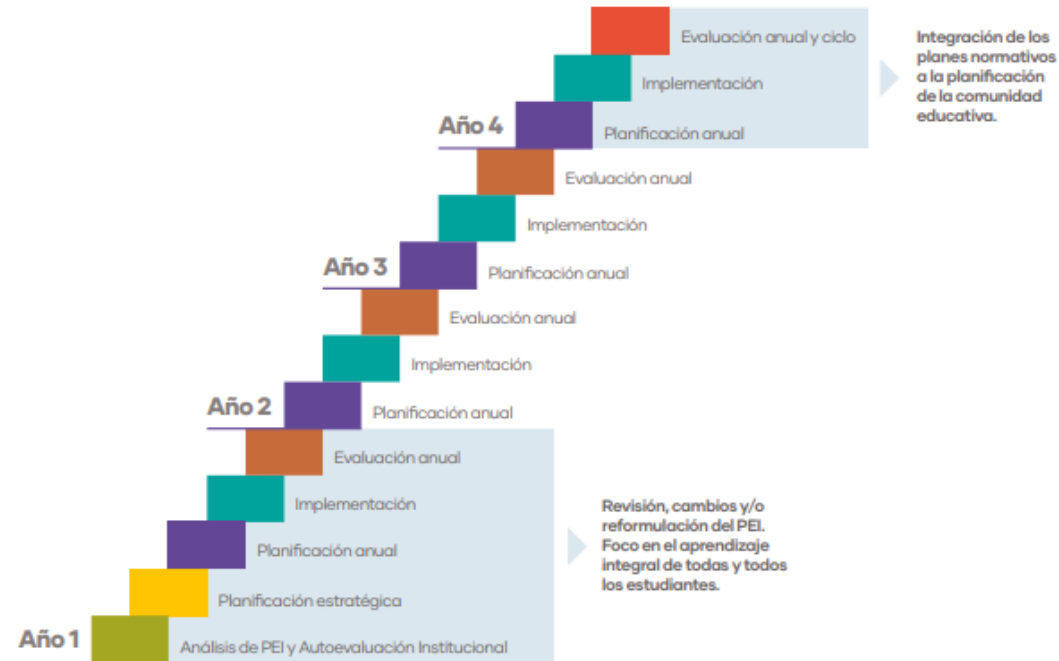 Evaluación anual y ciclo
Integración de los
planes normativos
a la planificación
de la comunidad
educativa.
Implementación
Año 4
Planificación anual
Evaluación anual
Implementación
Año 3
Planificación anual
Evaluación anual
Implementación
Año 2
Planificación anual
Evaluación anual
Implementación
Revisión, cambios y/o
reformulación del PEI.
Foco en el aprendizaje
integral de todas y todos
los estudiantes.
Planificación anual
Planificación estratégica
Año 1
Análisis de PEI y Autoevaluación Institucional